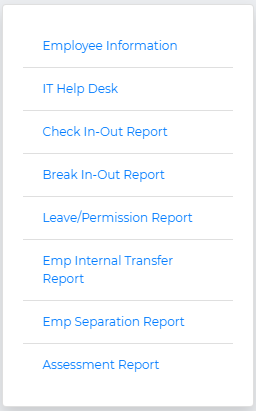 Employee Information
IT Help Desk
Check In-Out Report
Break In-Out Report
Leave/Permission Report
Emp Internal Transfer
Report
Emp Separation Report
Assessment Report